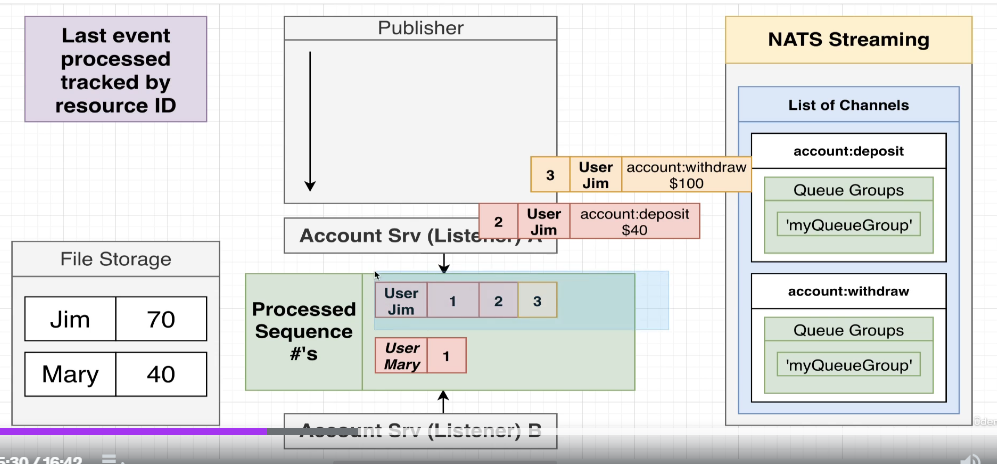 Last event
processed
tracked by
resource ID
Publisher
NATS Streaming
List of Channels
account:deposit
Queue Groups
'myQueueGroup'
account:withdraw
Queue Groups
'myQueueGroup'
3
User
Jim
account:withdraw
$100
2
User
Jim
account:deposit
$40
Account Srv (Listener) A
File Storage
Jim
70
Mary
40
Processed
Sequence
#'s
User
Jim
1
2
3
User
Mary
1
Account Srv (Listener) B
5:30 / 16:42